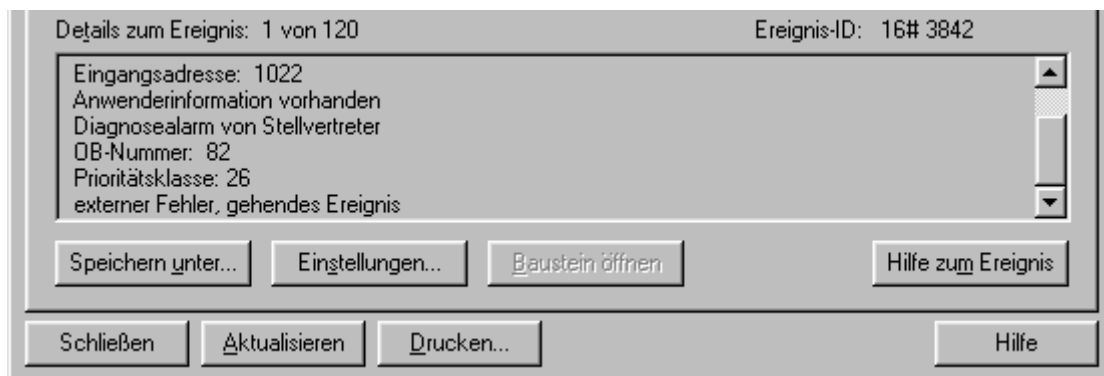 Details zum Ereignis: 1 von 120 Ereignis-ID: 16# 3842
Eingangsadresse: 1022
Anwenderinformation vorhanden
Diagnosealarm von Stellvertreter
OB-Nummer: 82
Prioritätsklasse: 26
externer Fehler, gehendes Ereignis
Speichern unter... Einstellungen... Baustein öffnen Hilfe zum Ereignis
Schließen Aktualisieren Drucken... Hilfe